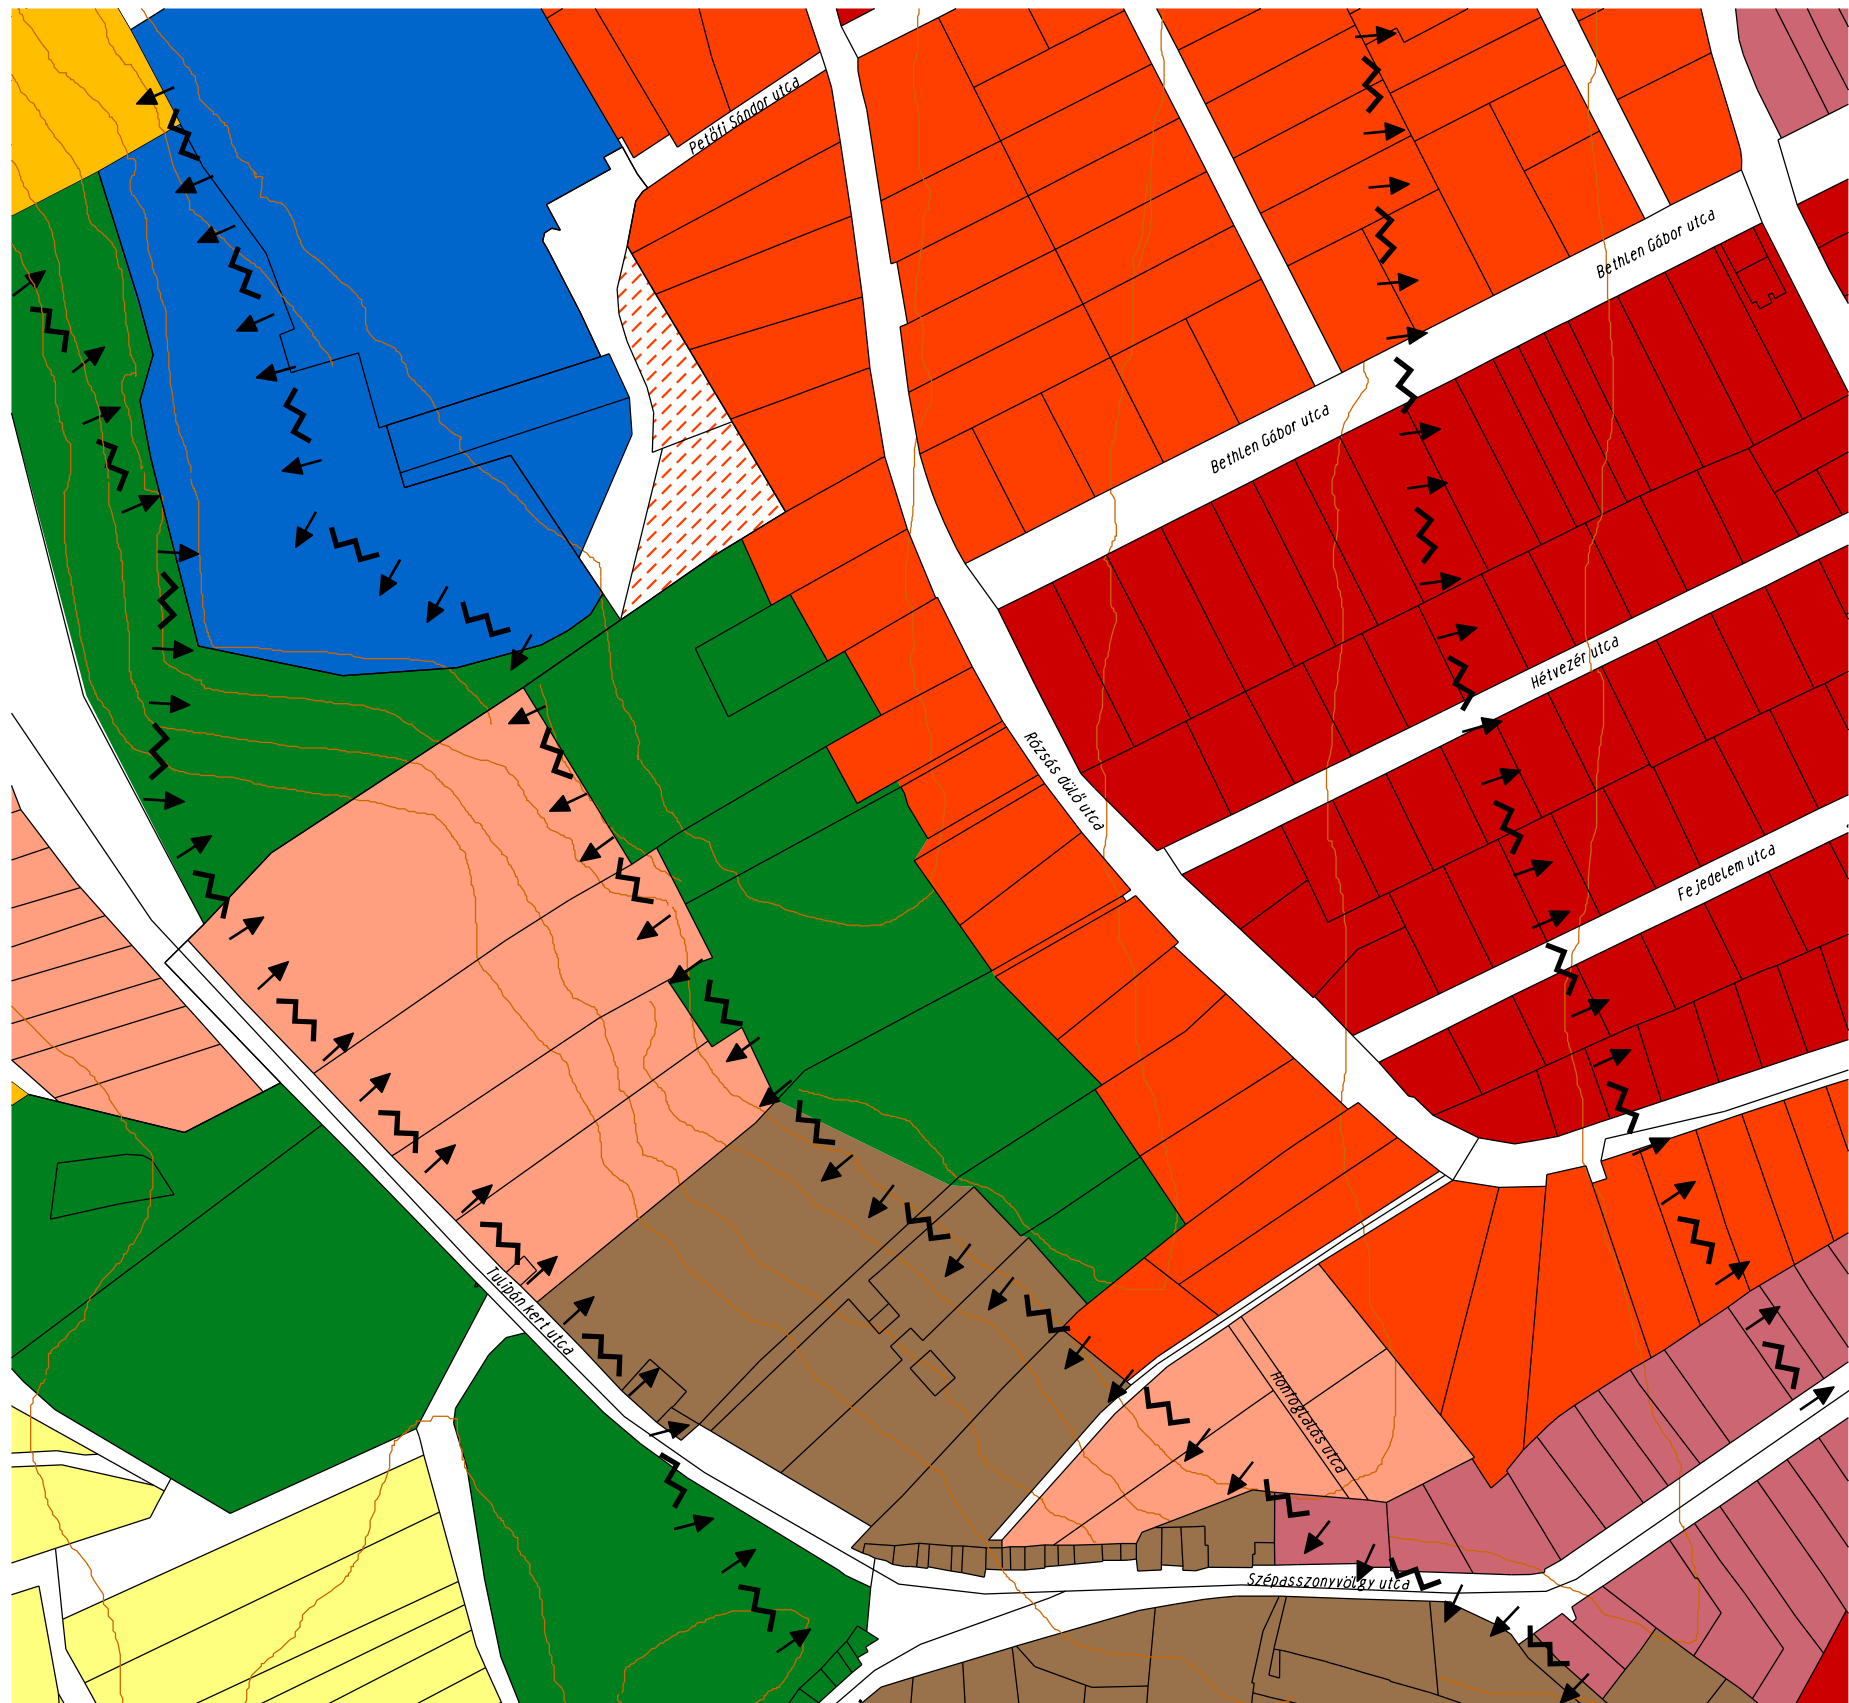 Petőfi Sándor utca
Bethlen Gábor utca
Bethlen Gábor utca
Hétvezér utca
Rózsás dűlő utca
Fejedelem utca
Tulipán kert utca
Honfoglalás utca
Szépasszonyvölgy utca